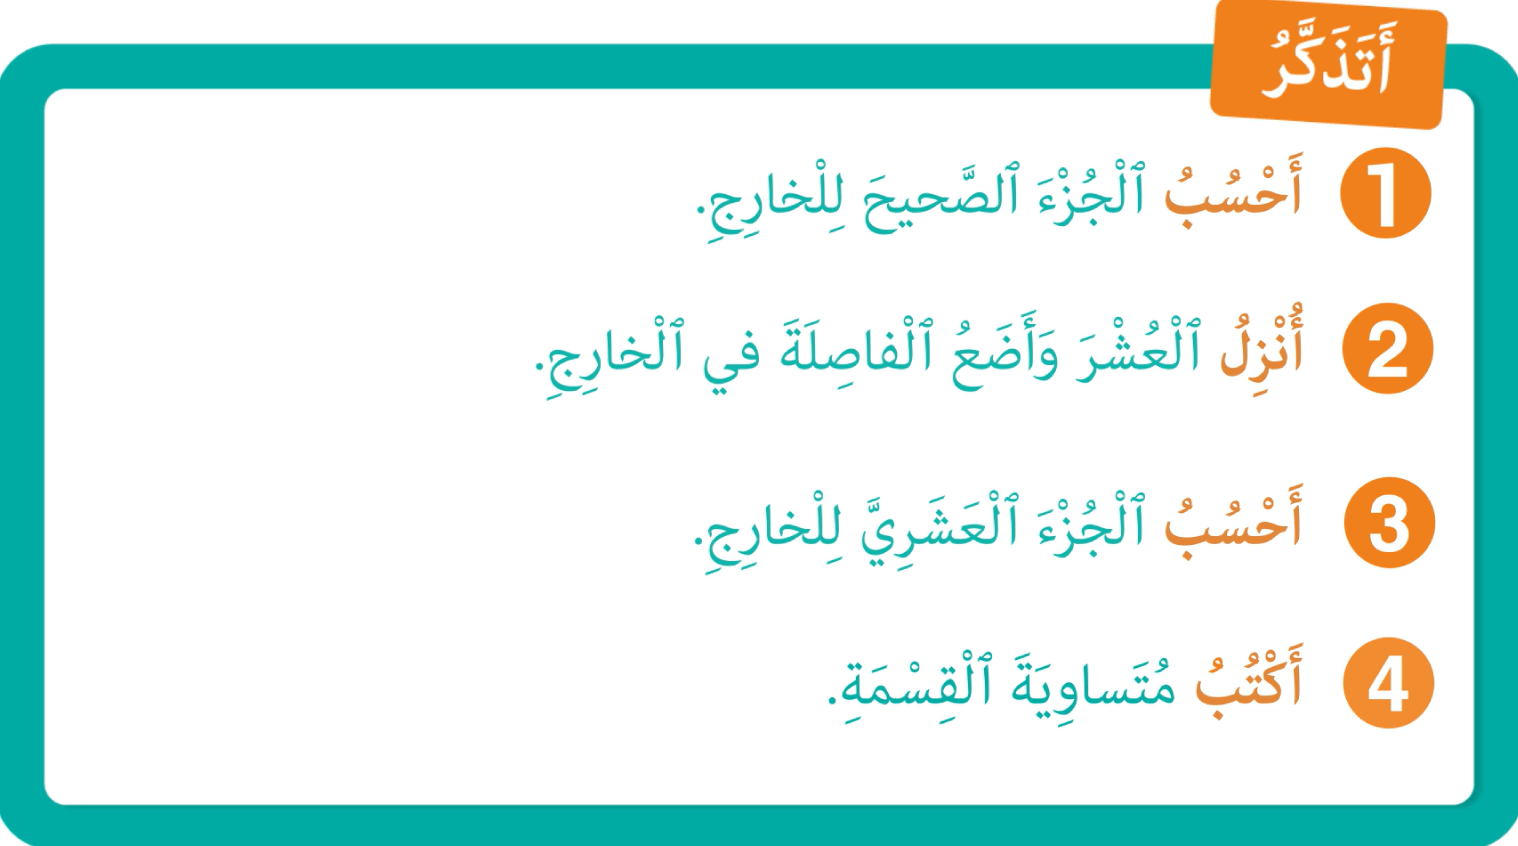 أَتَذَكَّرُ
1 أَحْسُبُ ٱلْجُزْءَ ٱلصَّحيحَ لِلْخارِجِ.
2 أُنْزِلُ ٱلْعُشْرَ وَأَضَعُ ٱلْفاصِلَةَ في ٱلْخارِجِ.
3 أَحْسُبُ ٱلْجُزْءَ ٱلْعَشَرِيَّ لِلْخارِجِ.
4 أَكْتُبُ مُتَساوِيَةَ ٱلْقِسْمَةِ.